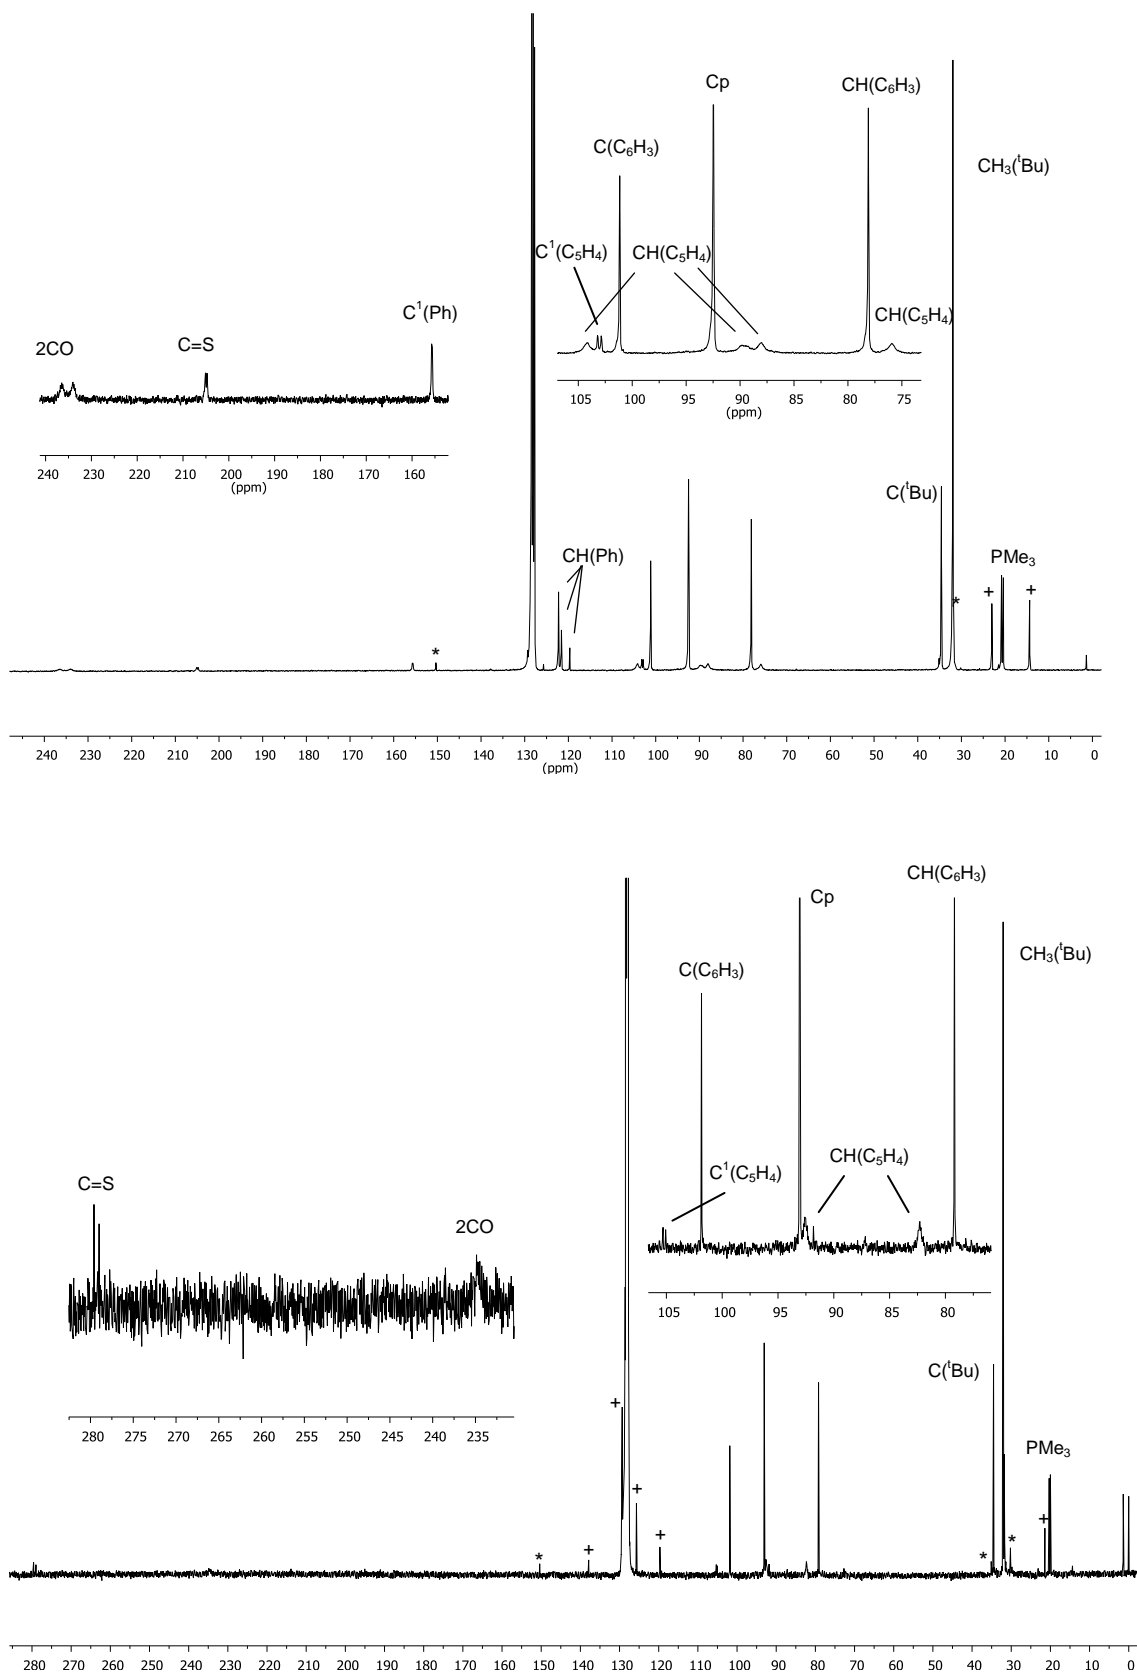 Cp
CH(C₆H₃)
C(C₆H₃)
CH₃(ᵗBu)
C¹(C₅H₄)
CH(C₅H₄)
C¹(Ph)
CH(C₅H₄)
2CO
C=S
105 100 95 90 85 80 75
(ppm)
240 230 220 210 200 190 180 170 160
(ppm)
C(ᵗBu)
CH(Ph)
PMe₃
*
+
+
*
240 230 220 210 200 190 180 170 160 150 140 130 120 110 100 90 80 70 60 50 40 30 20 10 0
(ppm)
CH(C₆H₃)
Cp
CH₃(ᵗBu)
C(C₆H₃)
CH(C₅H₄)
C¹(C₅H₄)
C=S
2CO
105 100 95 90 85 80
C(ᵗBu)
+
280 275 270 265 260 255 250 245 240 235
PMe₃
+
+
+
*
*
+
*
280 270 260 250 240 230 220 210 200 190 180 170 160 150 140 130 120 110 100 90 80 70 60 50 40 30 20 10 0